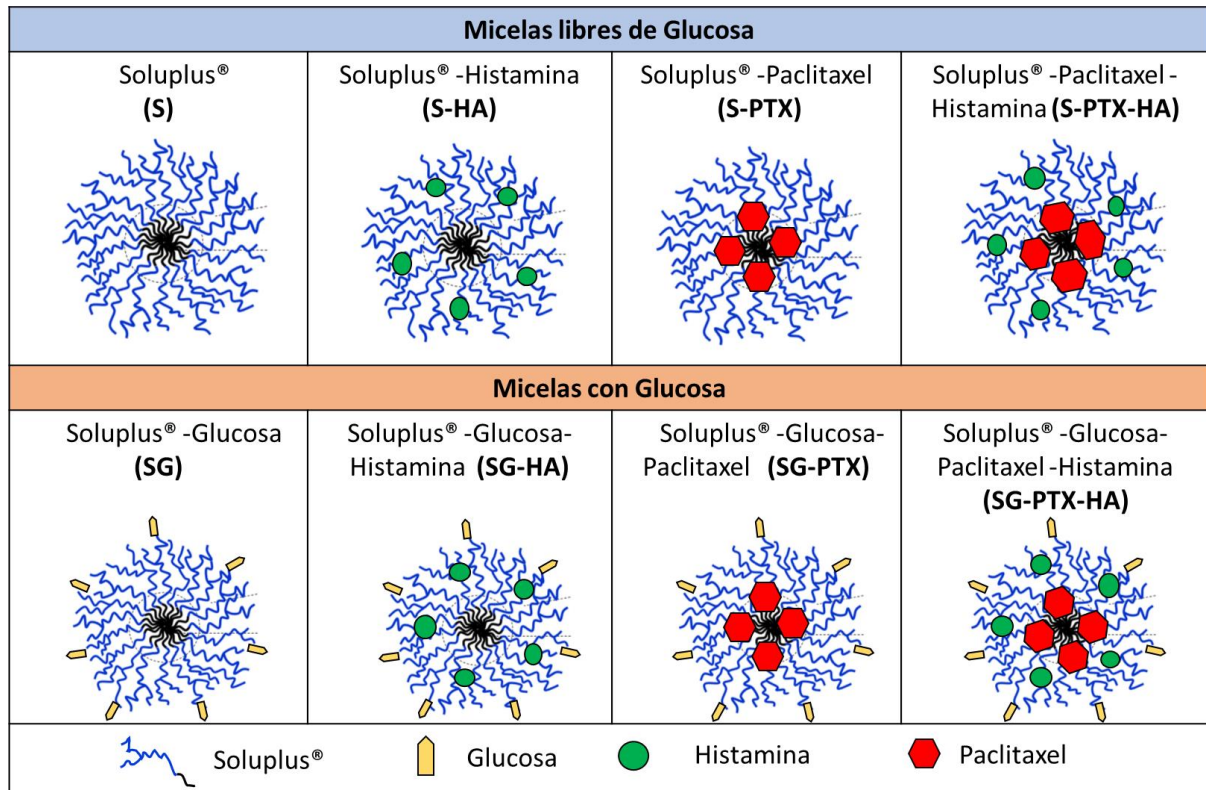 Micelas libres de Glucosa
Soluplus®
(S)
Soluplus® -Histamina
(S-HA)
Soluplus® -Paclitaxel
(S-PTX)
Soluplus® -Paclitaxel -
Histamina (S-PTX-HA)
Micelas con Glucosa
Soluplus® -Glucosa
(SG)
Soluplus® -Glucosa-
Histamina (SG-HA)
Soluplus® -Glucosa-
Paclitaxel (SG-PTX)
Soluplus® -Glucosa-
Paclitaxel -Histamina
(SG-PTX-HA)
Soluplus®
Glucosa
Histamina
Paclitaxel